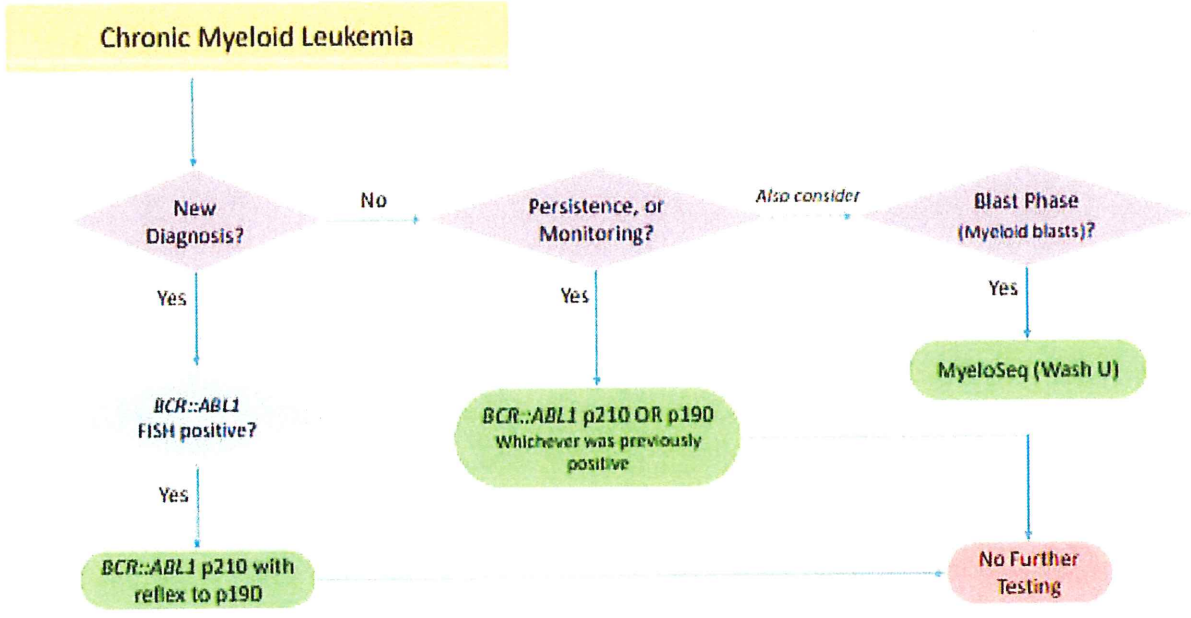 Chronic Myeloid Leukemia
New
Diagnosis?
No
Persistence, or
Monitoring?
Also consider
Blast Phase
(Myeloid blasts)?
Yes
Yes
Yes
MyeloSeq (Wash U)
BCR::ABL1
FISH positive?
BCR::ABL1 p210 OR p190
Whichever was previously
positive
Yes
BCR::ABL1 p210 with
reflex to p190
No Further
Testing